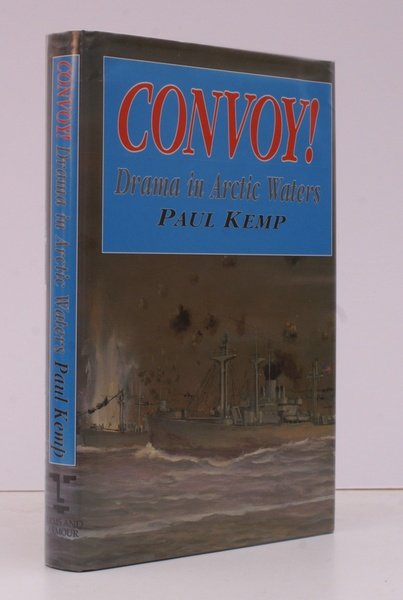 CONVOY!
Drama in Arctic Waters
PAUL KEMP
CONVOY! Drama in Arctic Waters Paul Kemp
ARMS AND
ARMOUR